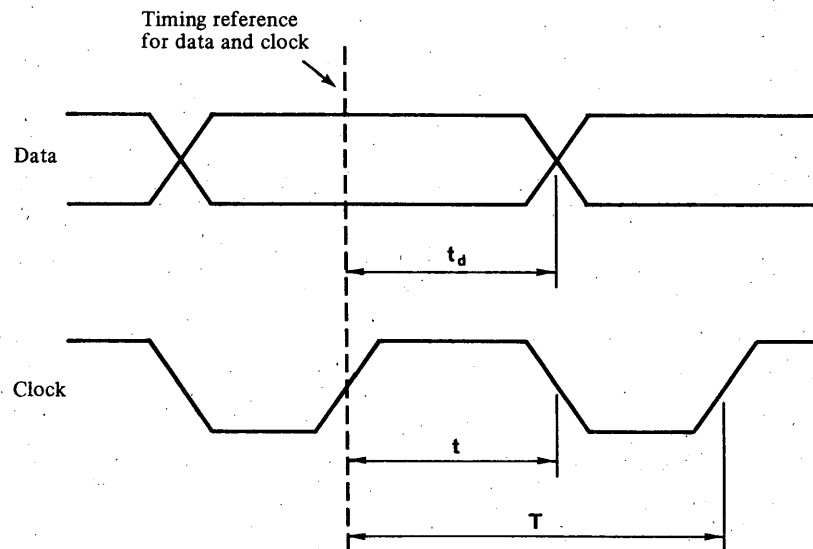 Timing reference
for data and clock
Data
t_d
Clock
t
T